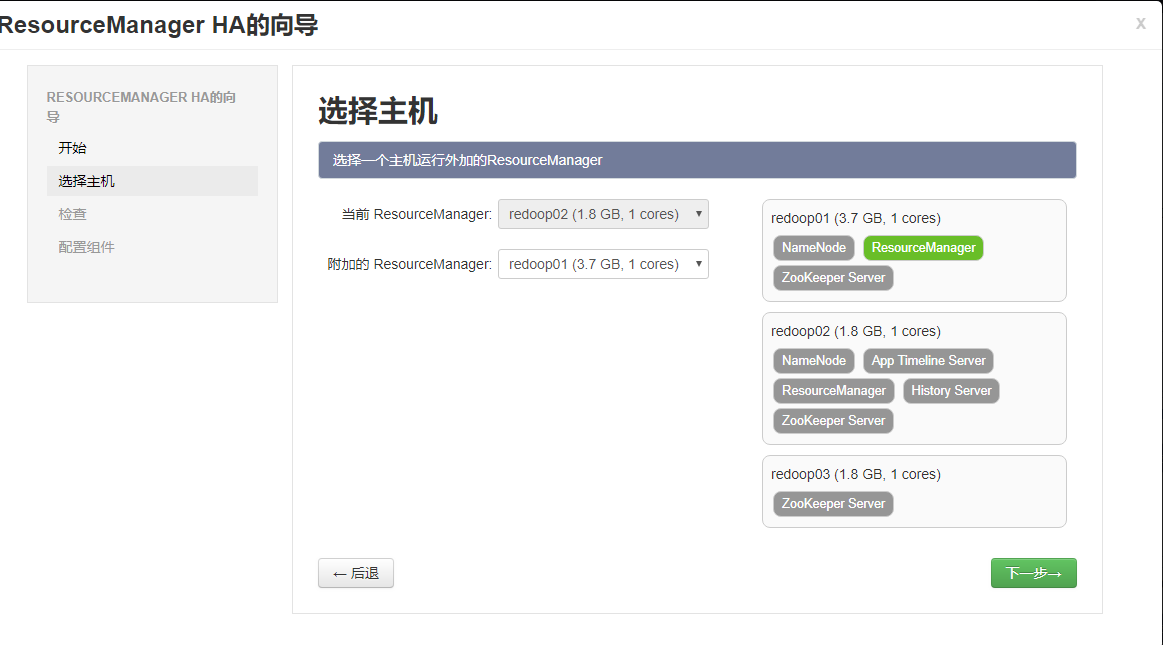 ResourceManager HA的向导
x
RESOURCEMANAGER HA的向
导
开始
选择主机
检查
配置组件
选择主机
选择一个主机运行外加的ResourceManager
当前 ResourceManager: redoop02 (1.8 GB, 1 cores)
附加的 ResourceManager: redoop01 (3.7 GB, 1 cores)
redoop01 (3.7 GB, 1 cores)
NameNode ResourceManager
ZooKeeper Server
redoop02 (1.8 GB, 1 cores)
NameNode App Timeline Server
ResourceManager History Server
ZooKeeper Server
redoop03 (1.8 GB, 1 cores)
ZooKeeper Server
← 后退
下一步→